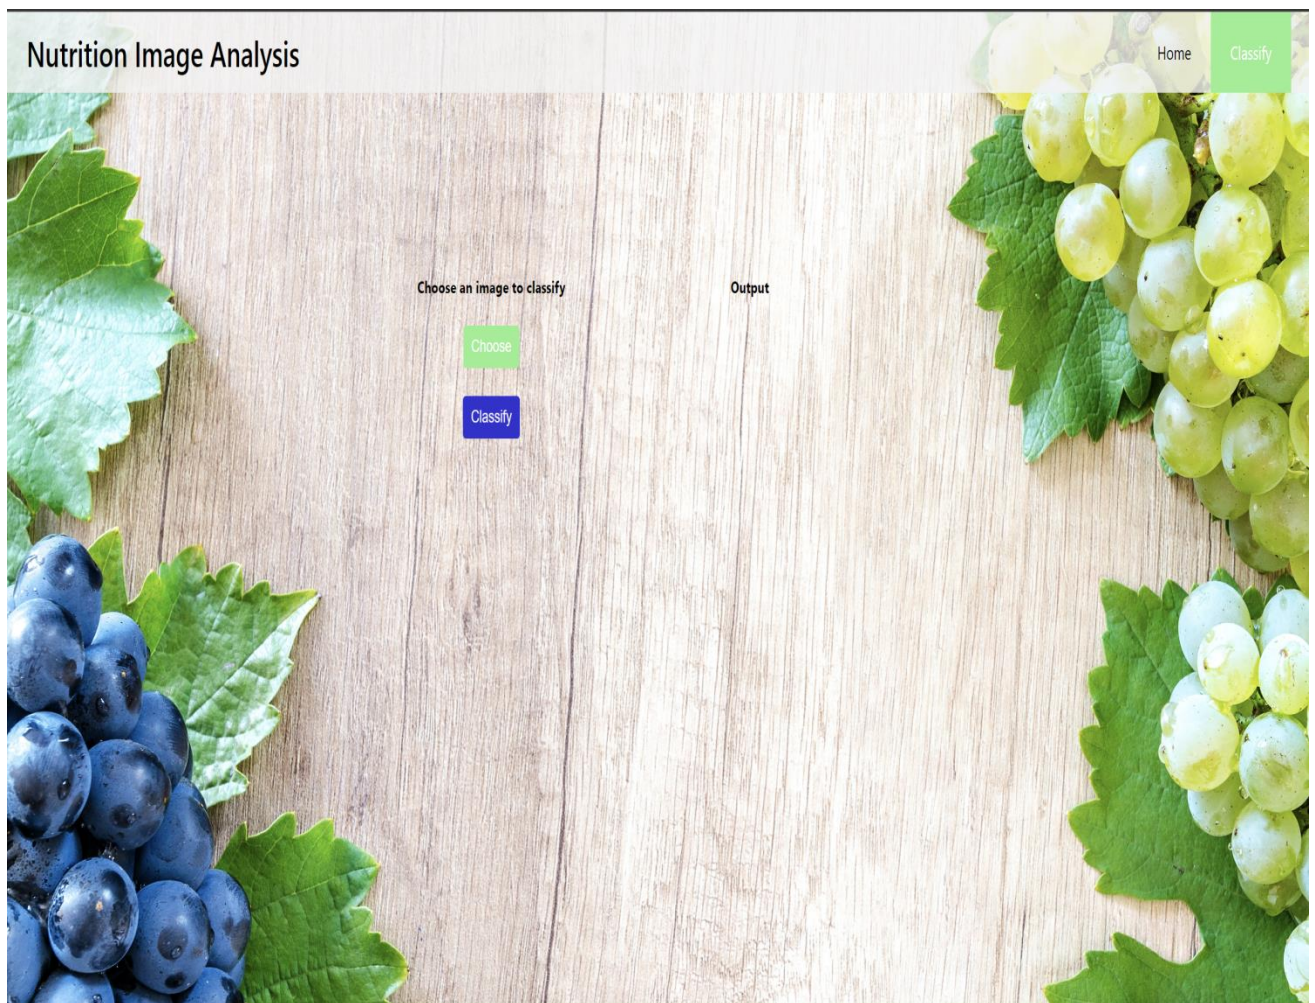 Nutrition Image Analysis
Home
Classify
Choose an image to classify
Output
Choose
Classify